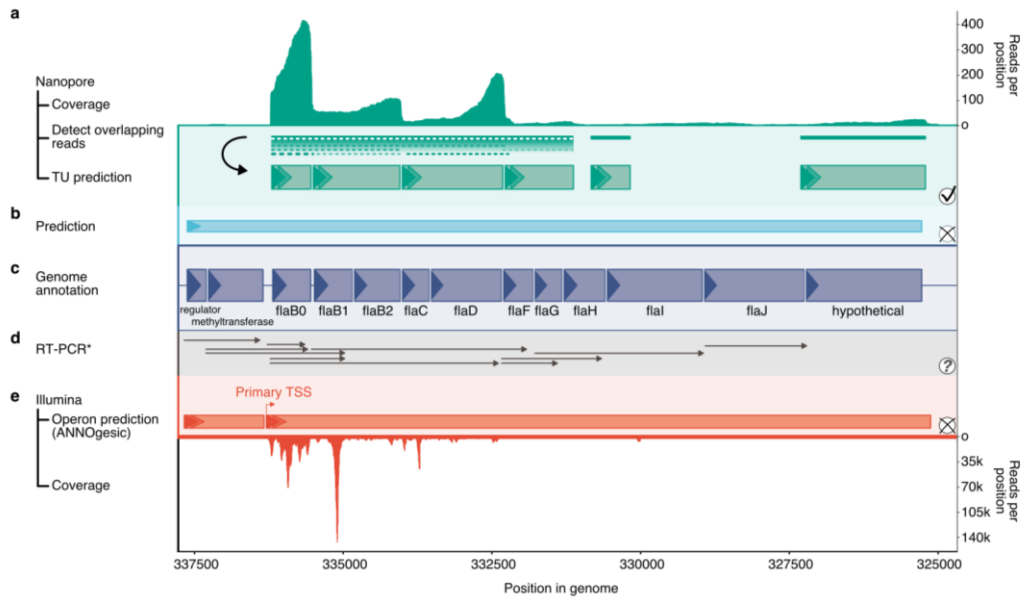 a
Nanopore
Coverage
Detect overlapping
reads
TU prediction
400
300
200
100
0
Reads per
position
b
Prediction
c
Genome
annotation
regulator
methyltransferase
flaB0 flaB1 flaB2 flaC flaD flaF flaG flaH flaI flaJ hypothetical
d
RT-PCR*
?
e
Illumina
Operon prediction
(ANNOgesic)
Coverage
Primary TSS
0
35k
70k
105k
140k
Reads per
position
337500 335000 332500 330000 327500 325000
Position in genome